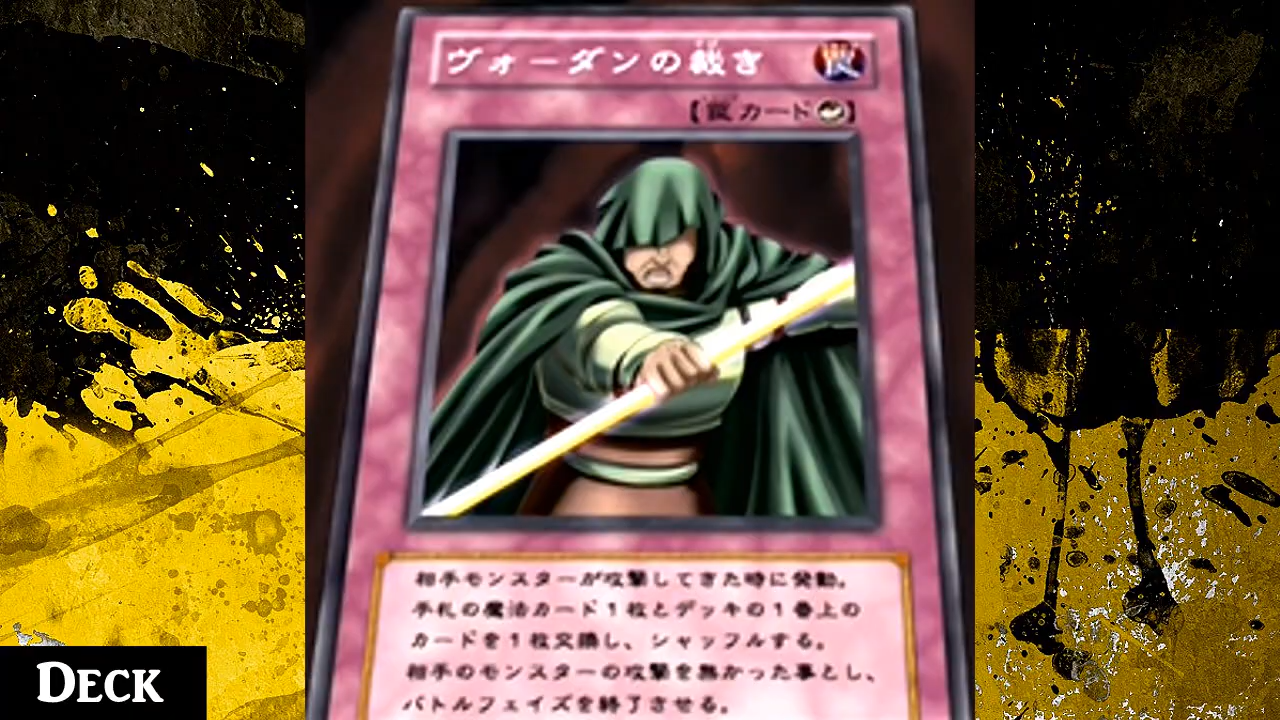 ヴォーダンの裁き
罠
【罠カード】
相手モンスターが攻撃してきた時に発動。
手札の魔法カード1枚とデッキの1番上の
カードを1枚交換し、シャッフルする。
相手のモンスターの攻撃を無かった事とし、
バトルフェイズを終了させる。
DECK